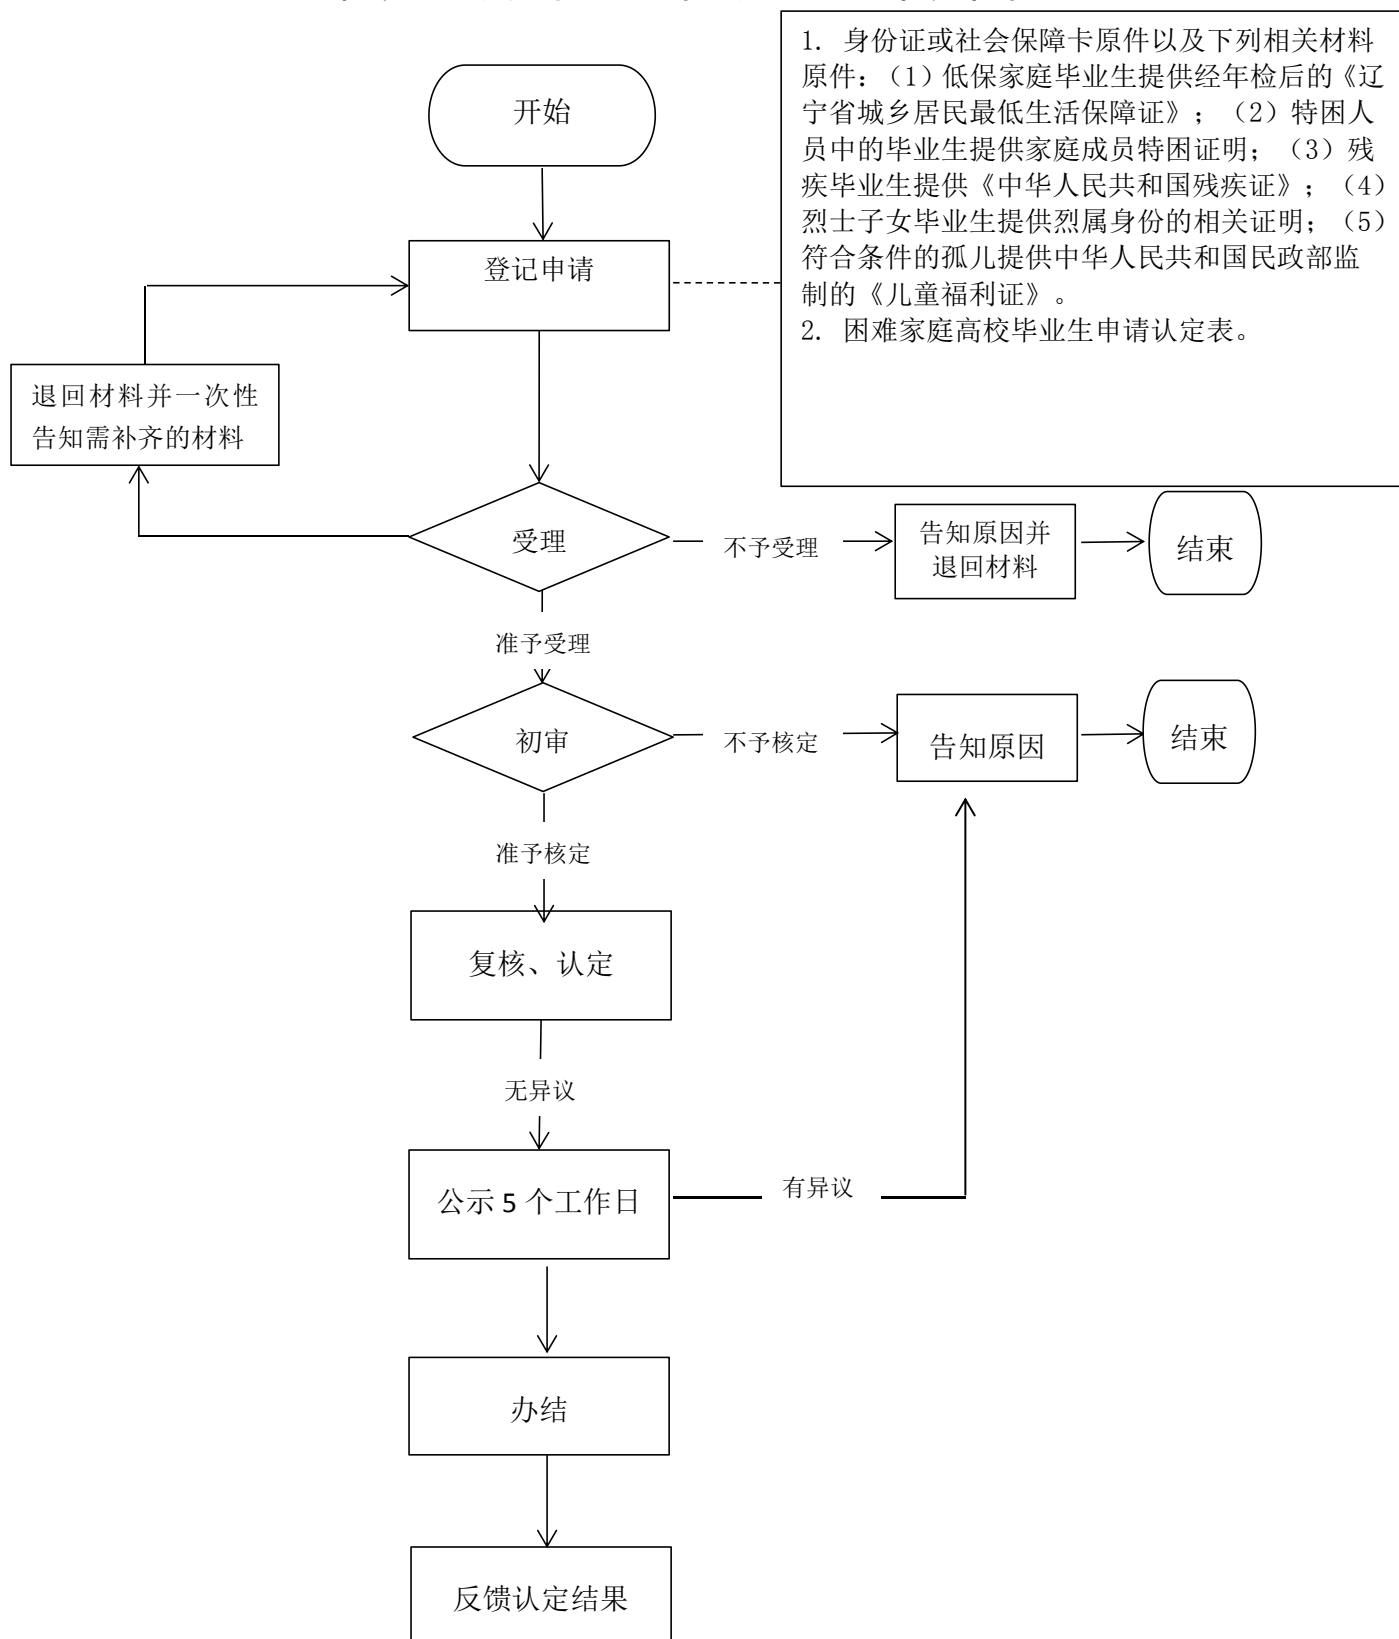 开始
1. 身份证或社会保障卡原件以及下列相关材料
原件：（1）低保家庭毕业生提供经年检后的《辽
宁省城乡居民最低生活保障证》；（2）特困人
员中的毕业生提供家庭成员特困证明；（3）残
疾毕业生提供《中华人民共和国残疾证》；（4）
烈士子女毕业生提供烈属身份的相关证明；（5）
符合条件的孤儿提供中华人民共和国民政部监
制的《儿童福利证》。
2. 困难家庭高校毕业生申请认定表。
登记申请
退回材料并一次性
告知需补齐的材料
受理
不予受理
告知原因并
退回材料
结束
准予受理
初审
不予核定
告知原因
结束
准予核定
复核、认定
无异议
公示 5 个工作日
有异议
办结
反馈认定结果